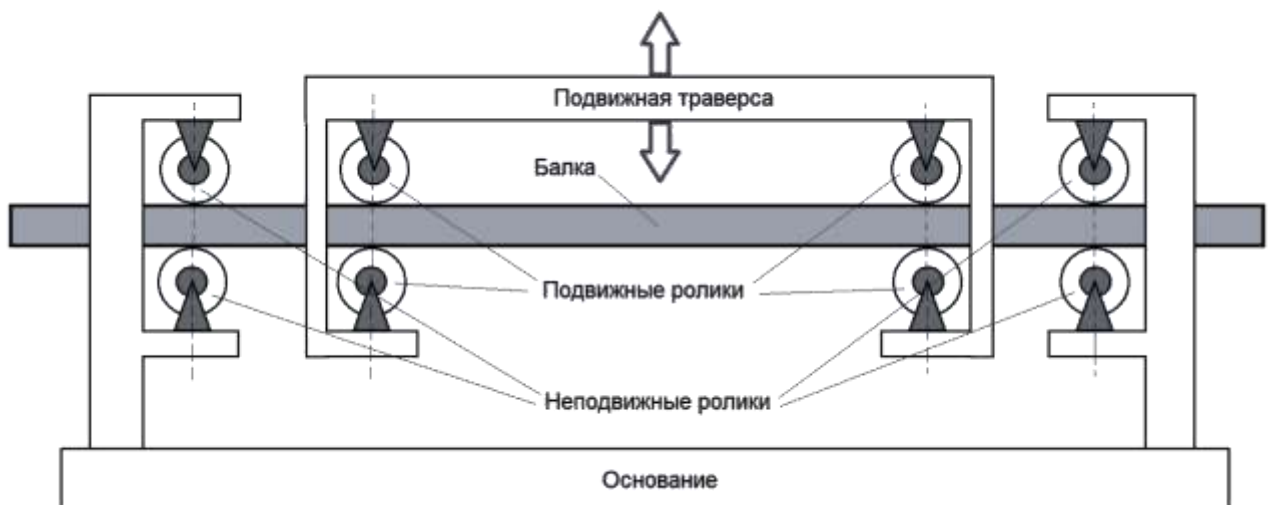 Подвижная траверса
Балка
Подвижные ролики
Неподвижные ролики
Основание